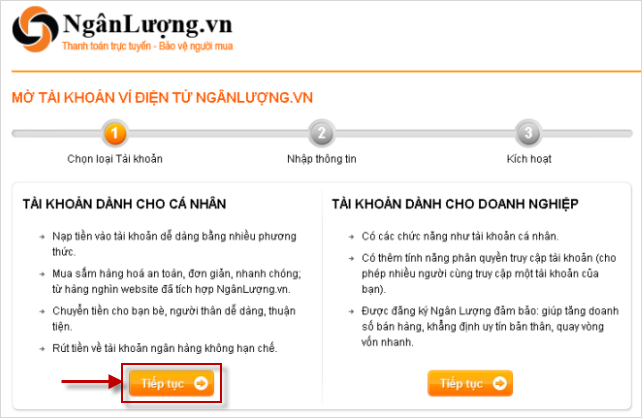 NgânLượng.vn
Thanh toán trực tuyến - Bảo vệ người mua
MỞ TÀI KHOẢN VÍ ĐIỆN TỬ NGÂNLƯỢNG.VN
1
2
3
Chọn loại Tài khoản
Nhập thông tin
Kích hoạt
TÀI KHOẢN DÀNH CHO CÁ NHÂN
Nạp tiền vào tài khoản dễ dàng bằng nhiều phương
thức.
Mua sắm hàng hoá an toàn, đơn giản, nhanh chóng;
từ hàng nghìn website đã tích hợp NgânLượng.vn.
Chuyển tiền cho bạn bè, người thân dễ dàng, thuận
tiện.
Rút tiền về tài khoản ngân hàng không hạn chế.
Tiếp tục
TÀI KHOẢN DÀNH CHO DOANH NGHIỆP
Có các chức năng như tài khoản cá nhân.
Có thêm tính năng phân quyền truy cập tài khoản (cho
phép nhiều người cùng truy cập một tài khoản của
bạn).
Được đăng ký Ngân Lượng đảm bảo: giúp tăng doanh
số bán hàng, khẳng định uy tín bản thân, quay vòng
vốn nhanh.
Tiếp tục